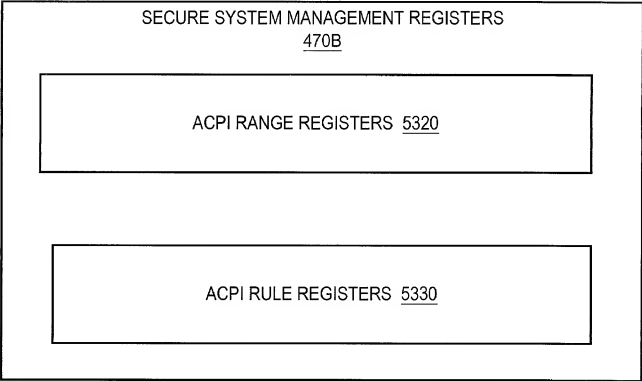 SECURE SYSTEM MANAGEMENT REGISTERS
470B
ACPI RANGE REGISTERS 5320
ACPI RULE REGISTERS 5330